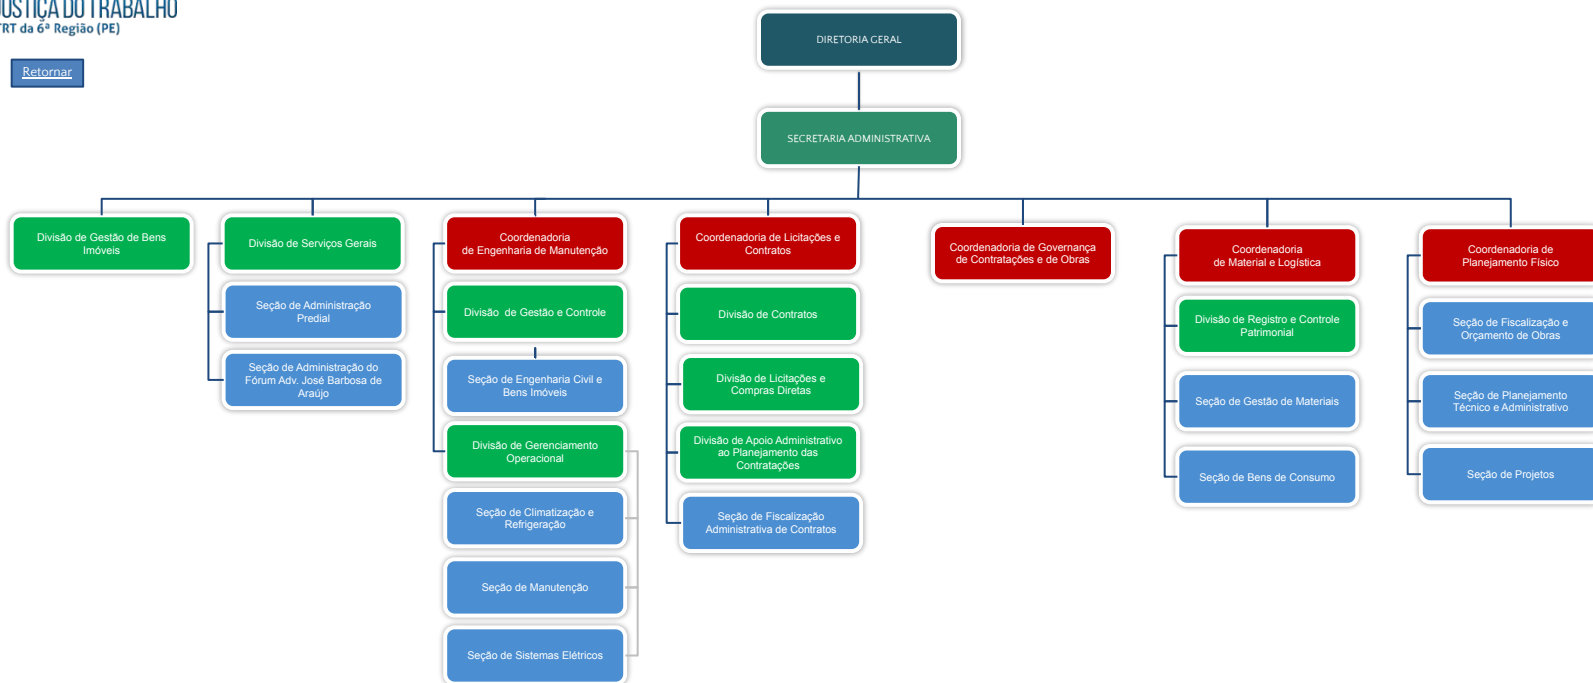 JUSTIÇA DO TRABALHO
TRT da 6ª Região (PE)
Retornar
DIRETORIA GERAL
SECRETARIA ADMINISTRATIVA
Divisão de Gestão de Bens
Imóveis
Divisão de Serviços Gerais
Seção de Administração
Predial
Seção de Administração do
Fórum Adv. José Barbosa de
Araújo
Coordenadoria
de Engenharia de Manutenção
Divisão de Gestão e Controle
Seção de Engenharia Civil e
Bens Imóveis
Divisão de Gerenciamento
Operacional
Seção de Climatização e
Refrigeração
Seção de Manutenção
Seção de Sistemas Elétricos
Coordenadoria de Licitações e
Contratos
Divisão de Contratos
Divisão de Licitações e
Compras Diretas
Divisão de Apoio Administrativo
ao Planejamento das
Contratações
Seção de Fiscalização
Administrativa de Contratos
Coordenadoria de Governança
de Contratações e de Obras
Coordenadoria
de Material e Logística
Divisão de Registro e Controle
Patrimonial
Seção de Gestão de Materiais
Seção de Bens de Consumo
Coordenadoria de
Planejamento Físico
Seção de Fiscalização e
Orçamento de Obras
Seção de Planejamento
Técnico e Administrativo
Seção de Projetos